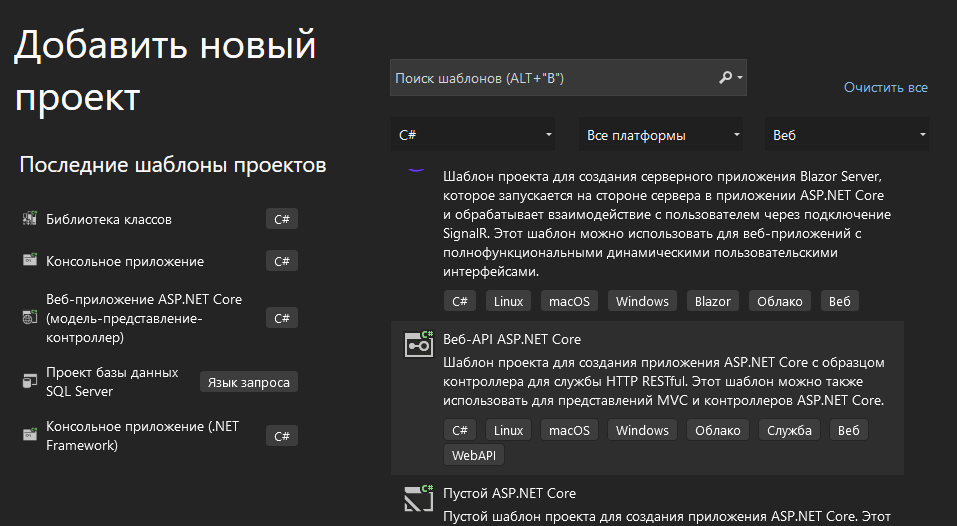 Добавить новый
проект
Последние шаблоны проектов
Библиотека классов C#
Консольное приложение C#
Веб-приложение ASP.NET Core
(модель-представление-
контроллер) C#
Проект базы данных
SQL Server Язык запроса
Консольное приложение (.NET
Framework) C#
Поиск шаблонов (ALT+"B")
Очистить все
C# Все платформы Веб
Шаблон проекта для создания серверного приложения Blazor Server,
которое запускается на стороне сервера в приложении ASP.NET Core
и обрабатывает взаимодействие с пользователем через подключение
SignalR. Этот шаблон можно использовать для веб-приложений с
полнофункциональными динамическими пользовательскими
интерфейсами.
C# Linux macOS Windows Blazor Облако Веб
Веб-API ASP.NET Core
Шаблон проекта для создания приложения ASP.NET Core с образцом
контроллера для службы HTTP RESTful. Этот шаблон можно также
использовать для представлений MVC и контроллеров ASP.NET Core.
C# Linux macOS Windows Облако Служба Веб
WebAPI
Пустой ASP.NET Core
Пустой шаблон проекта для создания приложения ASP.NET Core. Этот